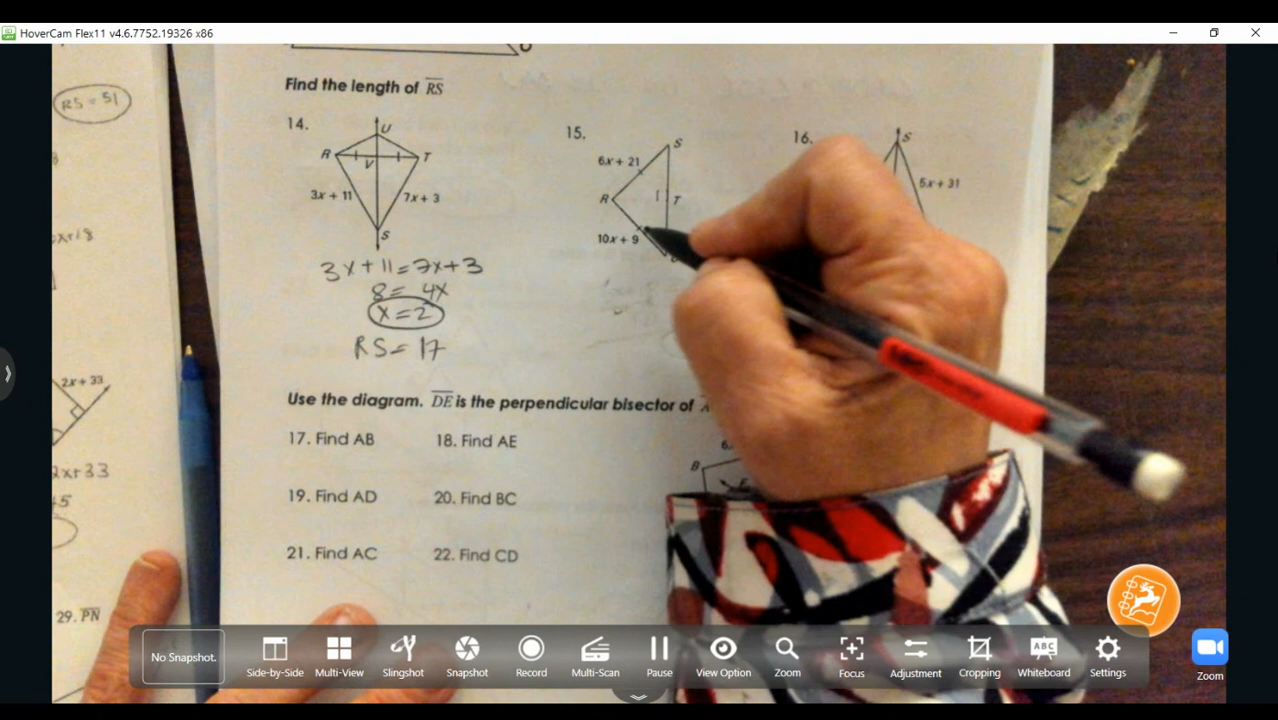 HoverCam Flex11 v4.6.7752.19326 x86
RS = 51
Find the length of RS
14.
U
R
V
T
3x + 11
7x + 3
S
3x + 11 = 7x + 3
8 = 4x
x = 2
RS = 17
15.
S
6x + 21
R
T
10x + 9
16.
S
5x + 31
2x + 33
45
29. PN
Use the diagram. DE is the perpendicular bisector of
17. Find AB
18. Find AE
19. Find AD
20. Find BC
21. Find AC
22. Find CD
B
No Snapshot.
Side-by-Side
Multi-View
Slingshot
Snapshot
Record
Multi-Scan
Pause
View Option
Zoom
Focus
Adjustment
Cropping
ABC
Whiteboard
Settings
Zoom